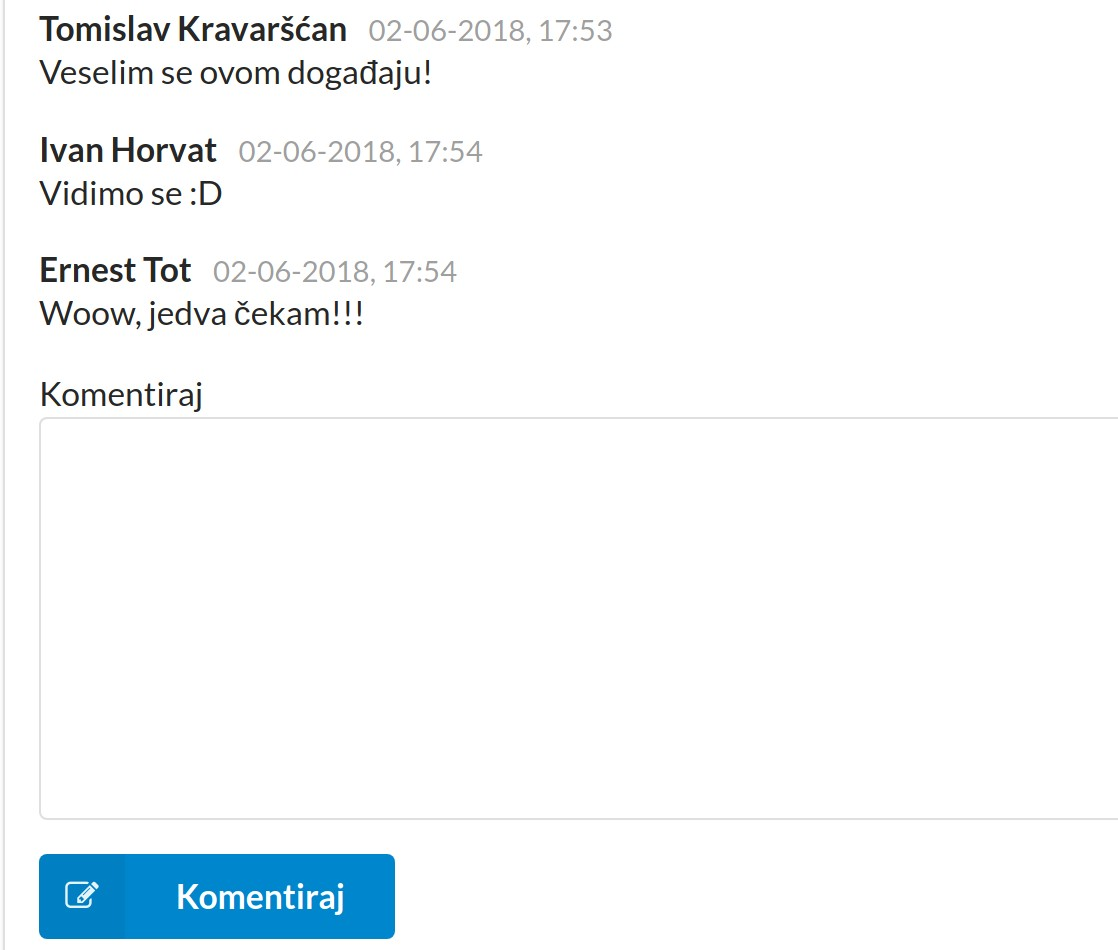 Tomislav Kravaršćan 02-06-2018, 17:53
Veselim se ovom događaju!
Ivan Horvat 02-06-2018, 17:54
Vidimo se :D
Ernest Tot 02-06-2018, 17:54
Woow, jedva čekam!!!
Komentiraj
Komentiraj